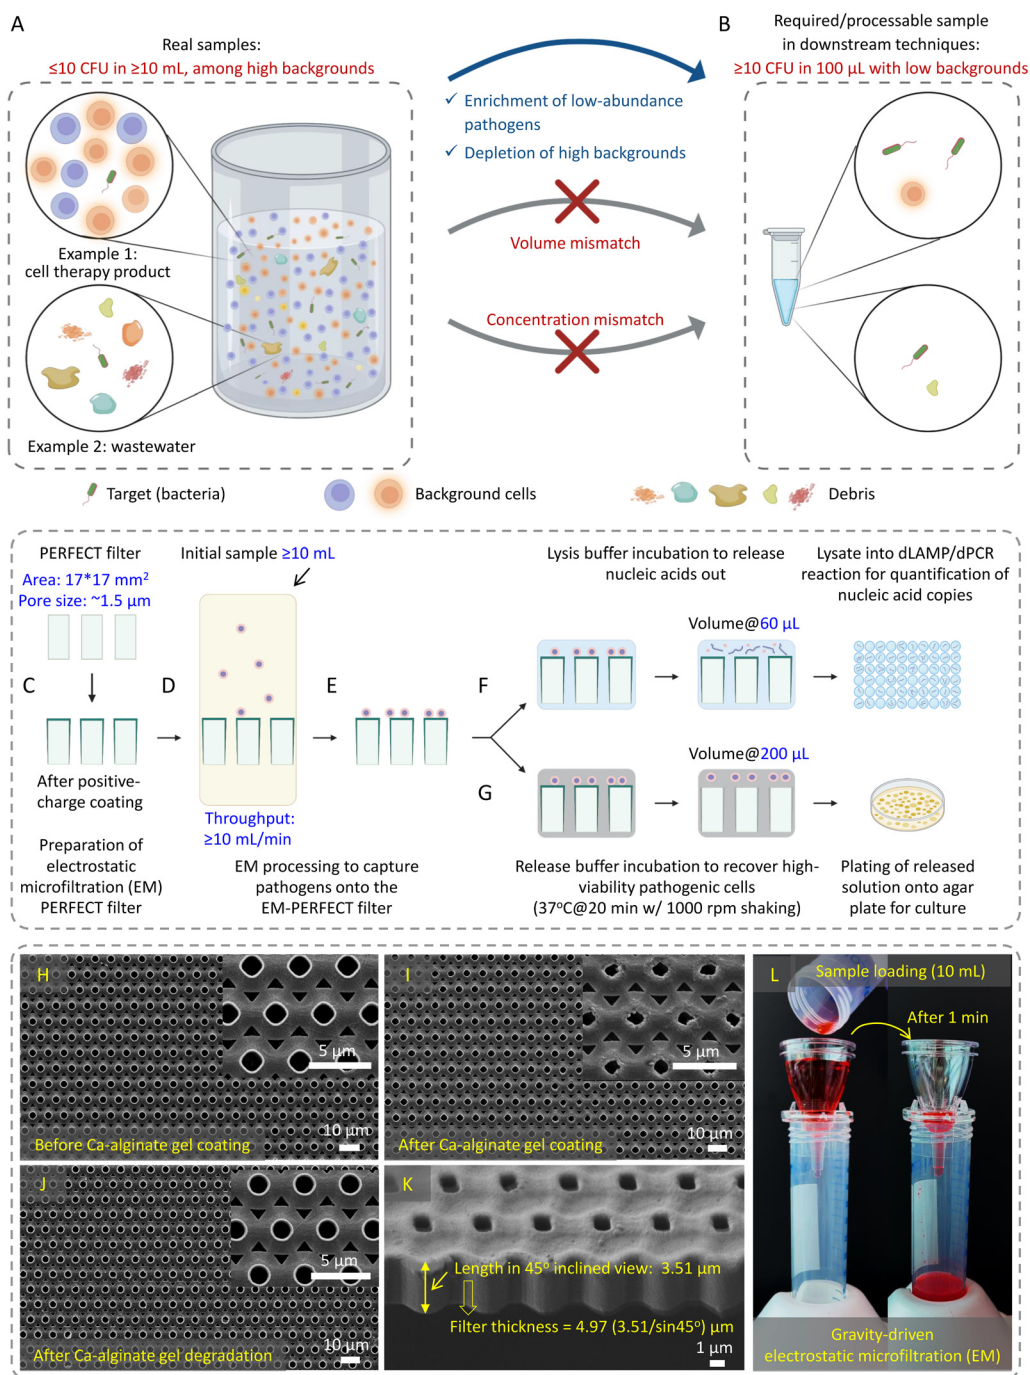 A
Real samples:
≤10 CFU in ≥10 mL, among high backgrounds
Example 1:
cell therapy product
Example 2: wastewater
✓ Enrichment of low-abundance
pathogens
✓ Depletion of high backgrounds
Volume mismatch
Concentration mismatch
B
Required/processable sample
in downstream techniques:
≥10 CFU in 100 µL with low backgrounds
Target (bacteria)
Background cells
Debris
PERFECT filter
Area: 17*17 mm²
Pore size: ~1.5 µm
C
After positive-
charge coating
Preparation of
electrostatic
microfiltration (EM)
PERFECT filter
Initial sample ≥10 mL
D
Throughput:
≥10 mL/min
E
EM processing to capture
pathogens onto the
EM-PERFECT filter
Lysis buffer incubation to release
nucleic acids out
F
Volume@60 µL
Lysate into dLAMP/dPCR
reaction for quantification of
nucleic acid copies
G
Volume@200 µL
Release buffer incubation to recover high-
viability pathogenic cells
(37°C@20 min w/ 1000 rpm shaking)
Plating of released
solution onto agar
plate for culture
H
5 µm
10 µm
Before Ca-alginate gel coating
I
5 µm
10 µm
After Ca-alginate gel coating
J
5 µm
10 µm
After Ca-alginate gel degradation
K
Length in 45° inclined view: 3.51 µm
Filter thickness = 4.97 (3.51/sin45°) µm
1 µm
L
Sample loading (10 mL)
After 1 min
Gravity-driven
electrostatic microfiltration (EM)